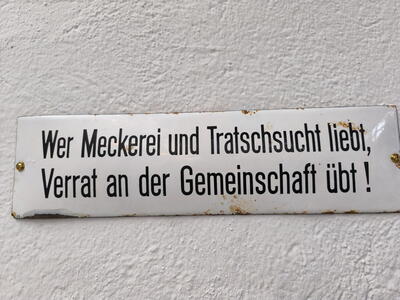 Wer Meckerei und Tratschsucht liebt,
Verrat an der Gemeinschaft übt!